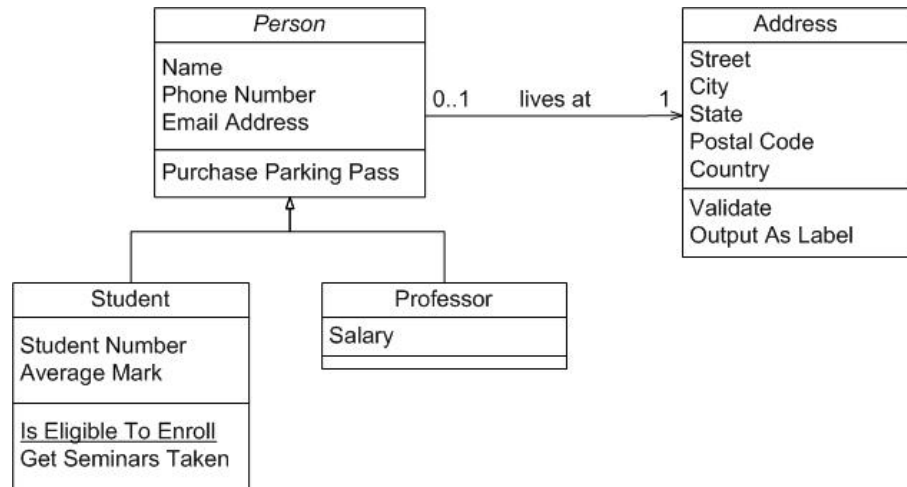 Person
Name
Phone Number
Email Address
Purchase Parking Pass
0..1 lives at 1
Address
Street
City
State
Postal Code
Country
Validate
Output As Label
Student
Student Number
Average Mark
Is Eligible To Enroll
Get Seminars Taken
Professor
Salary